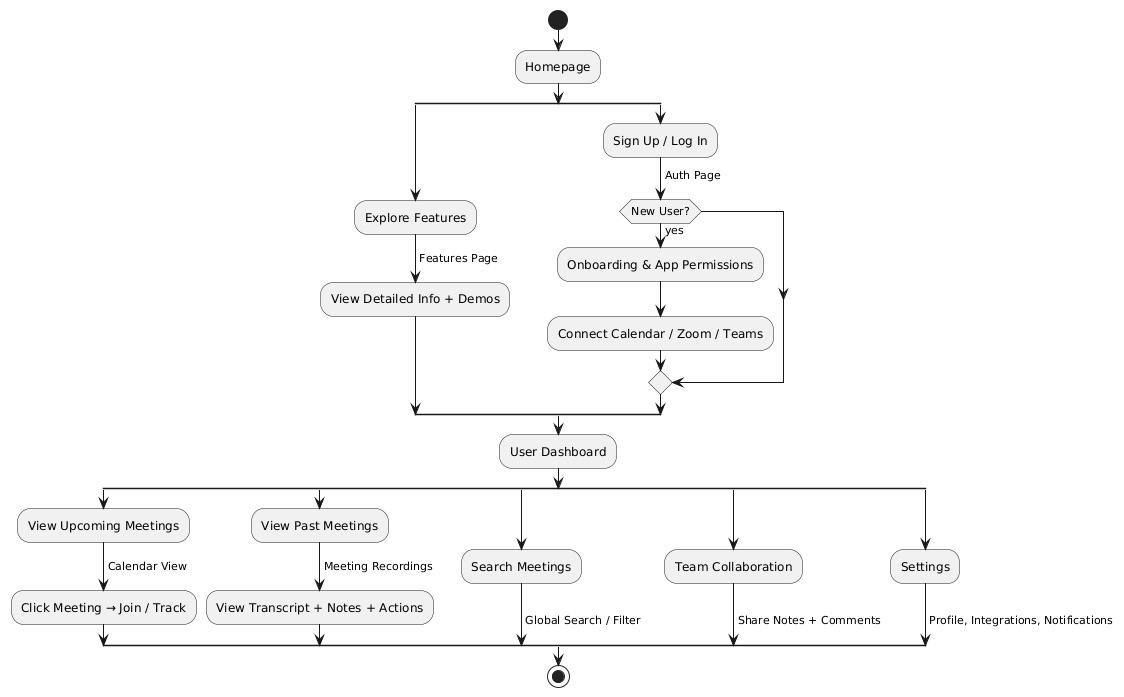 Homepage
Sign Up / Log In
Auth Page
Explore Features
New User?
yes
Features Page
Onboarding & App Permissions
View Detailed Info + Demos
Connect Calendar / Zoom / Teams
User Dashboard
View Upcoming Meetings
Calendar View
Click Meeting → Join / Track
View Past Meetings
Meeting Recordings
View Transcript + Notes + Actions
Search Meetings
Global Search / Filter
Team Collaboration
Share Notes + Comments
Settings
Profile, Integrations, Notifications